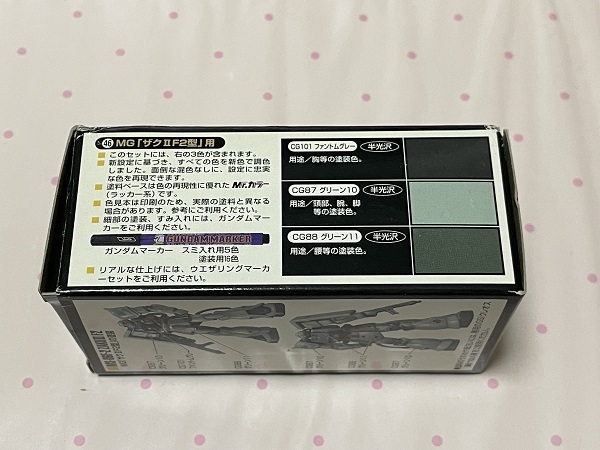 46 MG「ザクⅡF2型」用
■ このセットには、右の3色が含まれます。
■ 新設定に基づき、すべての色を新色で調色
しました。面倒な混色なしに、設定に忠実
な色を再現できます。
■ 塗料ベースは色の再現性に優れた Mr.カラー
(ラッカー系)です。
■ 色見本は印刷のため、実際の塗料と異なる
場合があります。参考にご利用ください。
■ 細部の塗装、すみ入れには、ガンダムマーカ
ーをご利用ください。
GUNDAM MARKER
ガンダムマーカー スミ入れ用5色
塗装用16色
■ リアルな仕上げには、ウエザリングマーカ
ーセットをご利用ください。
CG101 ファントムグレー 半光沢
用途/胸等の塗装色。
CG87 グリーン10 半光沢
用途/頭部、腕、脚
等の塗装色。
CG88 グリーン11 半光沢
用途/腰等の塗装色。